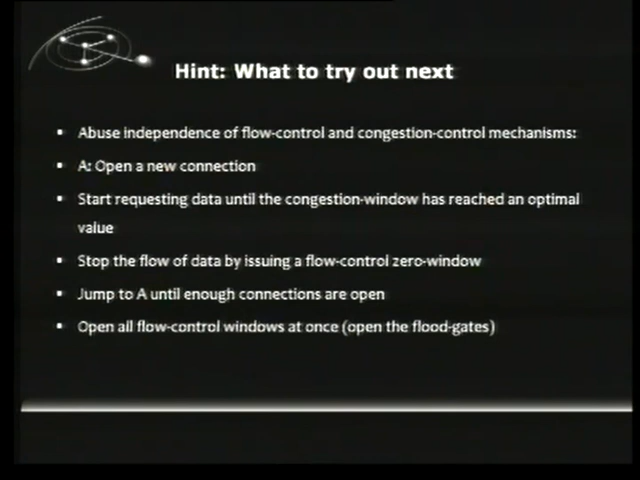 Hint: What to try out next
▪ Abuse independence of flow-control and congestion-control mechanisms:
▪ A: Open a new connection
▪ Start requesting data until the congestion-window has reached an optimal
value
▪ Stop the flow of data by issuing a flow-control zero-window
▪ Jump to A until enough connections are open
▪ Open all flow-control windows at once (open the flood-gates)